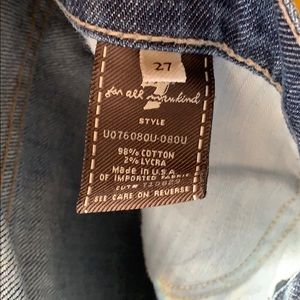 27
7
for all mankind
STYLE
U076080U-080U
98% COTTON
2% LYCRA
Made in U.S.A.
OF IMPORTED FABRIC
CUT#
SEE CARE ON REVERSE